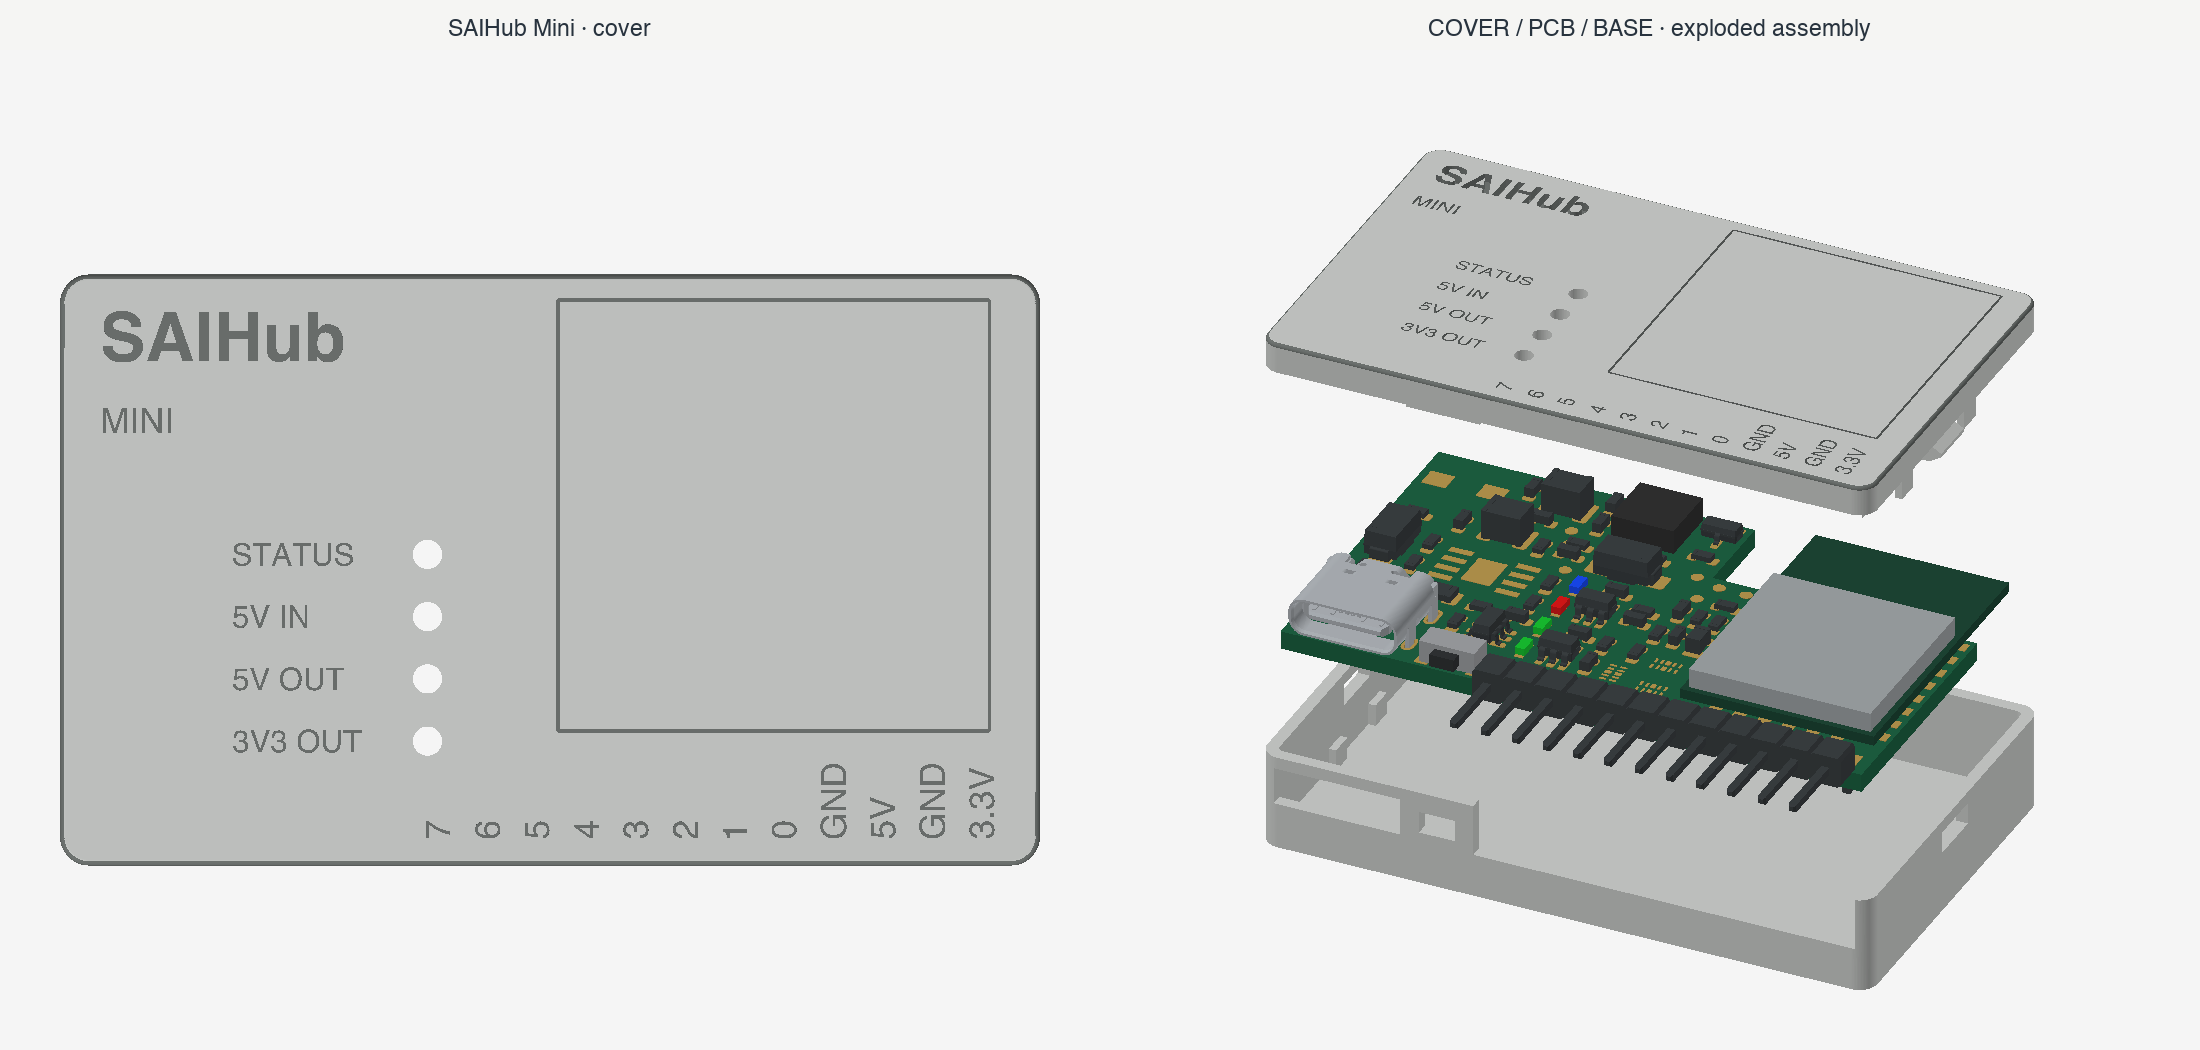 SAIHub Mini · cover
SAIHub
MINI
STATUS
5V IN
5V OUT
3V3 OUT
7 6 5 4 3 2 1 0 GND 5V GND 3.3V
COVER / PCB / BASE · exploded assembly
SAIHub
MINI
STATUS
5V IN
5V OUT
3V3 OUT
7 6 5 4 3 2 1 0 GND 5V GND 3.3V